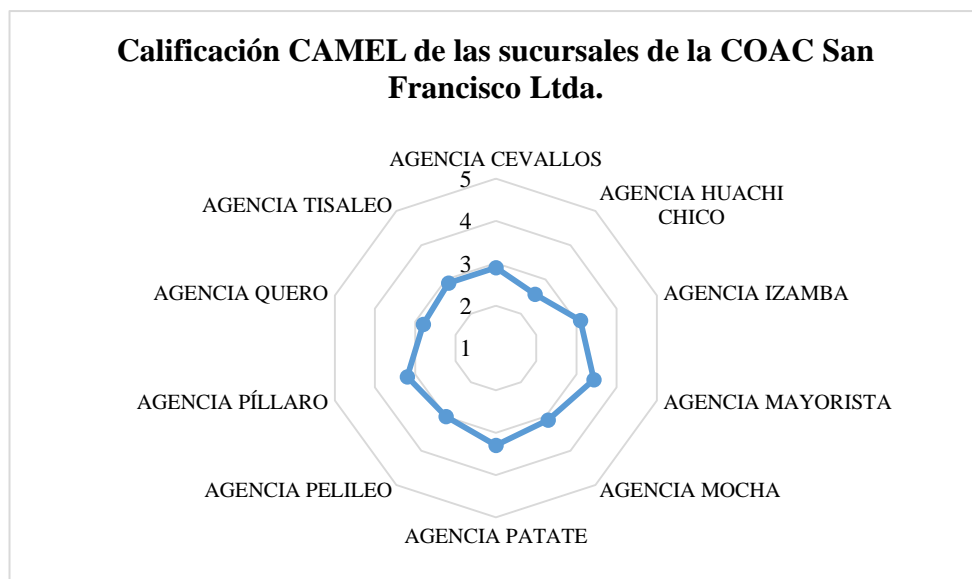 Calificación CAMEL de las sucursales de la COAC San
Francisco Ltda.
AGENCIA CEVALLOS
5
AGENCIA HUACHI
CHICO
AGENCIA TISALEO
4
3
AGENCIA QUERO
AGENCIA IZAMBA
2
1
AGENCIA PÍLLARO
AGENCIA MAYORISTA
AGENCIA PELILEO
AGENCIA MOCHA
AGENCIA PATATE